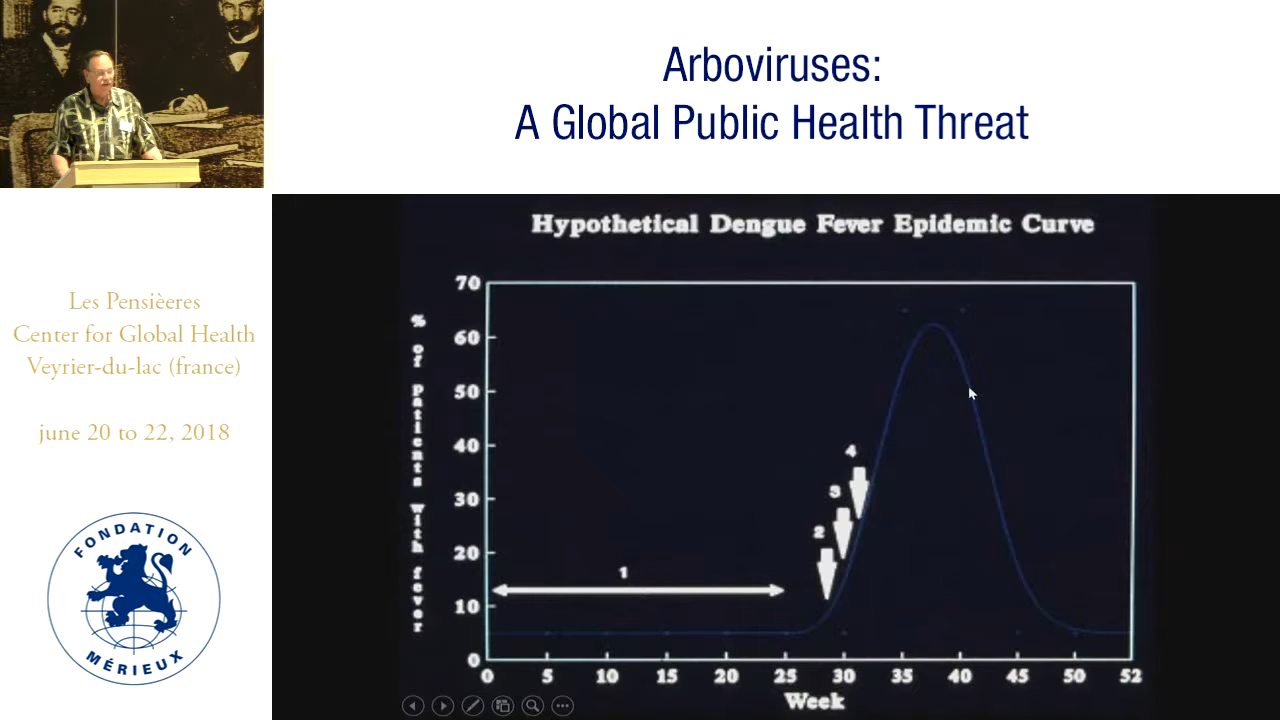 Arboviruses:
A Global Public Health Threat
Les Pensièeres
Center for Global Health
Veyrier-du-lac (france)
june 20 to 22, 2018
FONDATION
MÉRIEUX
Hypothetical Dengue Fever Epidemic Curve
% of patients with fever
70
60
50
40
30
20
10
0
1
2
3
4
0 5 10 15 20 25 30 35 40 45 50 52
Week